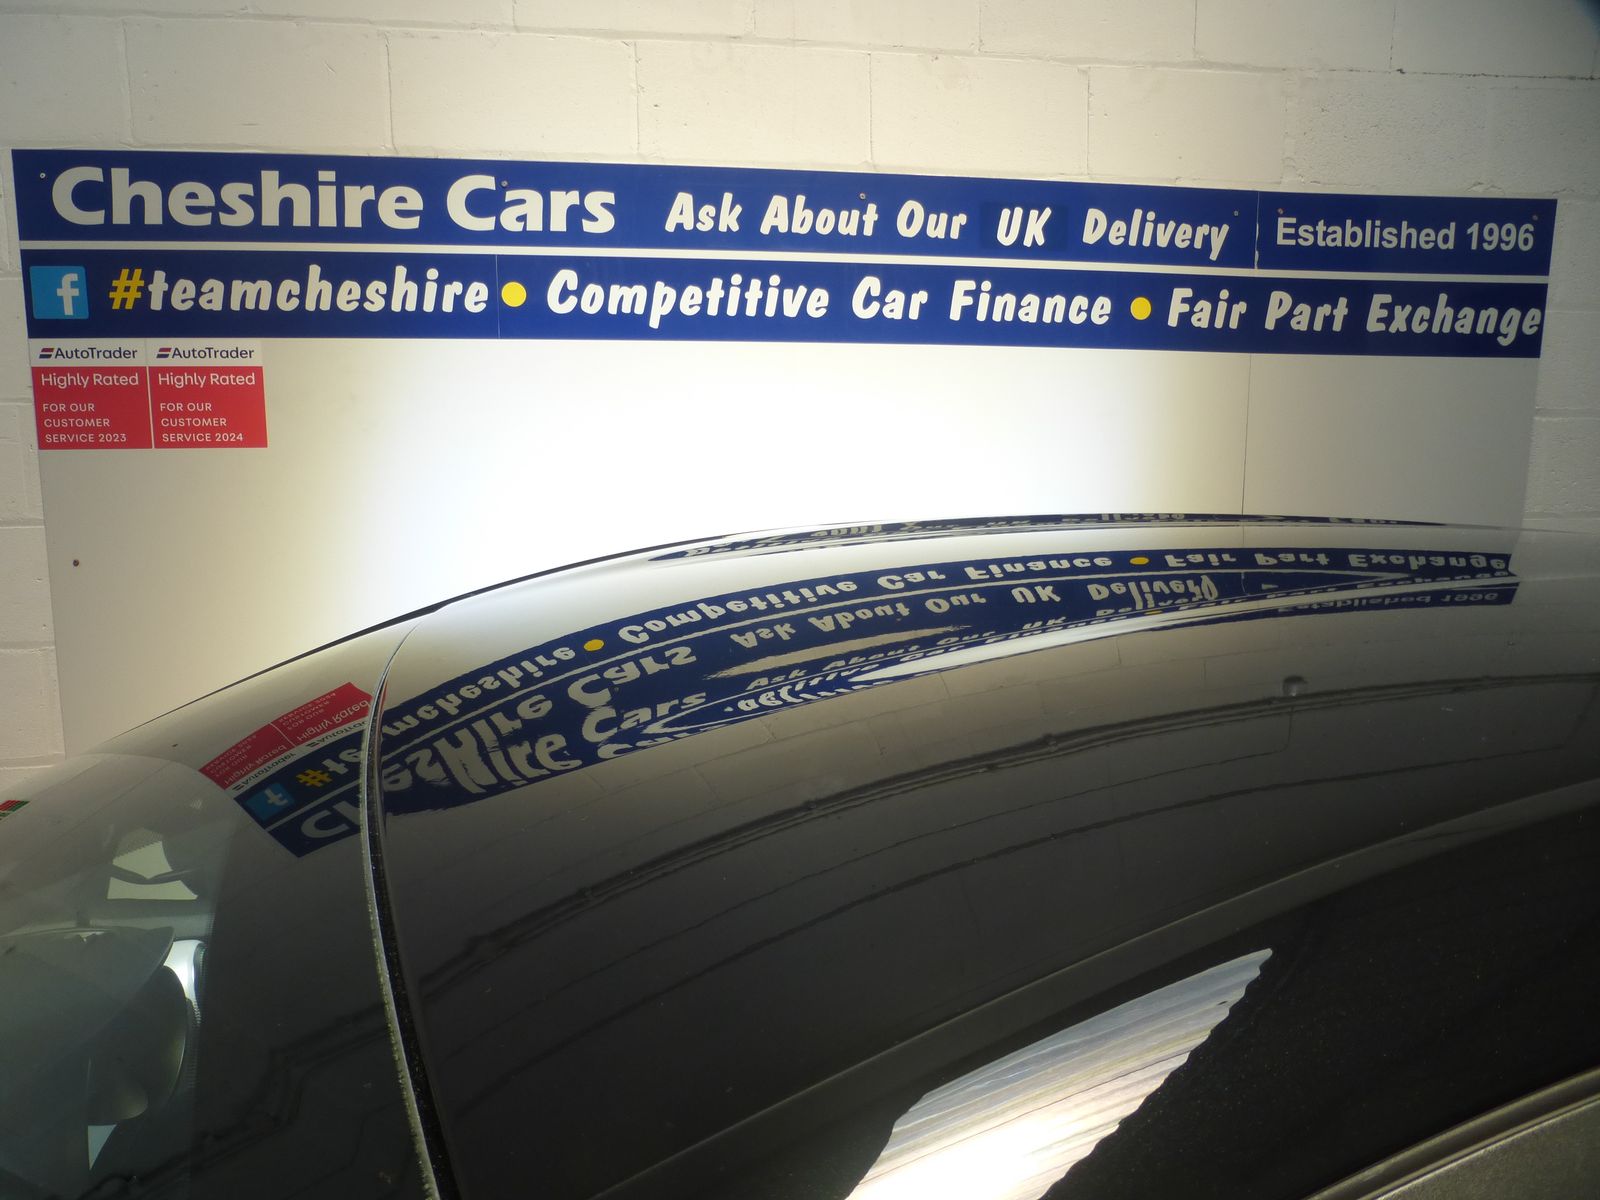 Cheshire Cars Ask About Our UK Delivery Established 1996
#teamcheshire • Competitive Car Finance • Fair Part Exchange
AutoTrader
Highly Rated
FOR OUR
CUSTOMER
SERVICE 2023
AutoTrader
Highly Rated
FOR OUR
CUSTOMER
SERVICE 2024